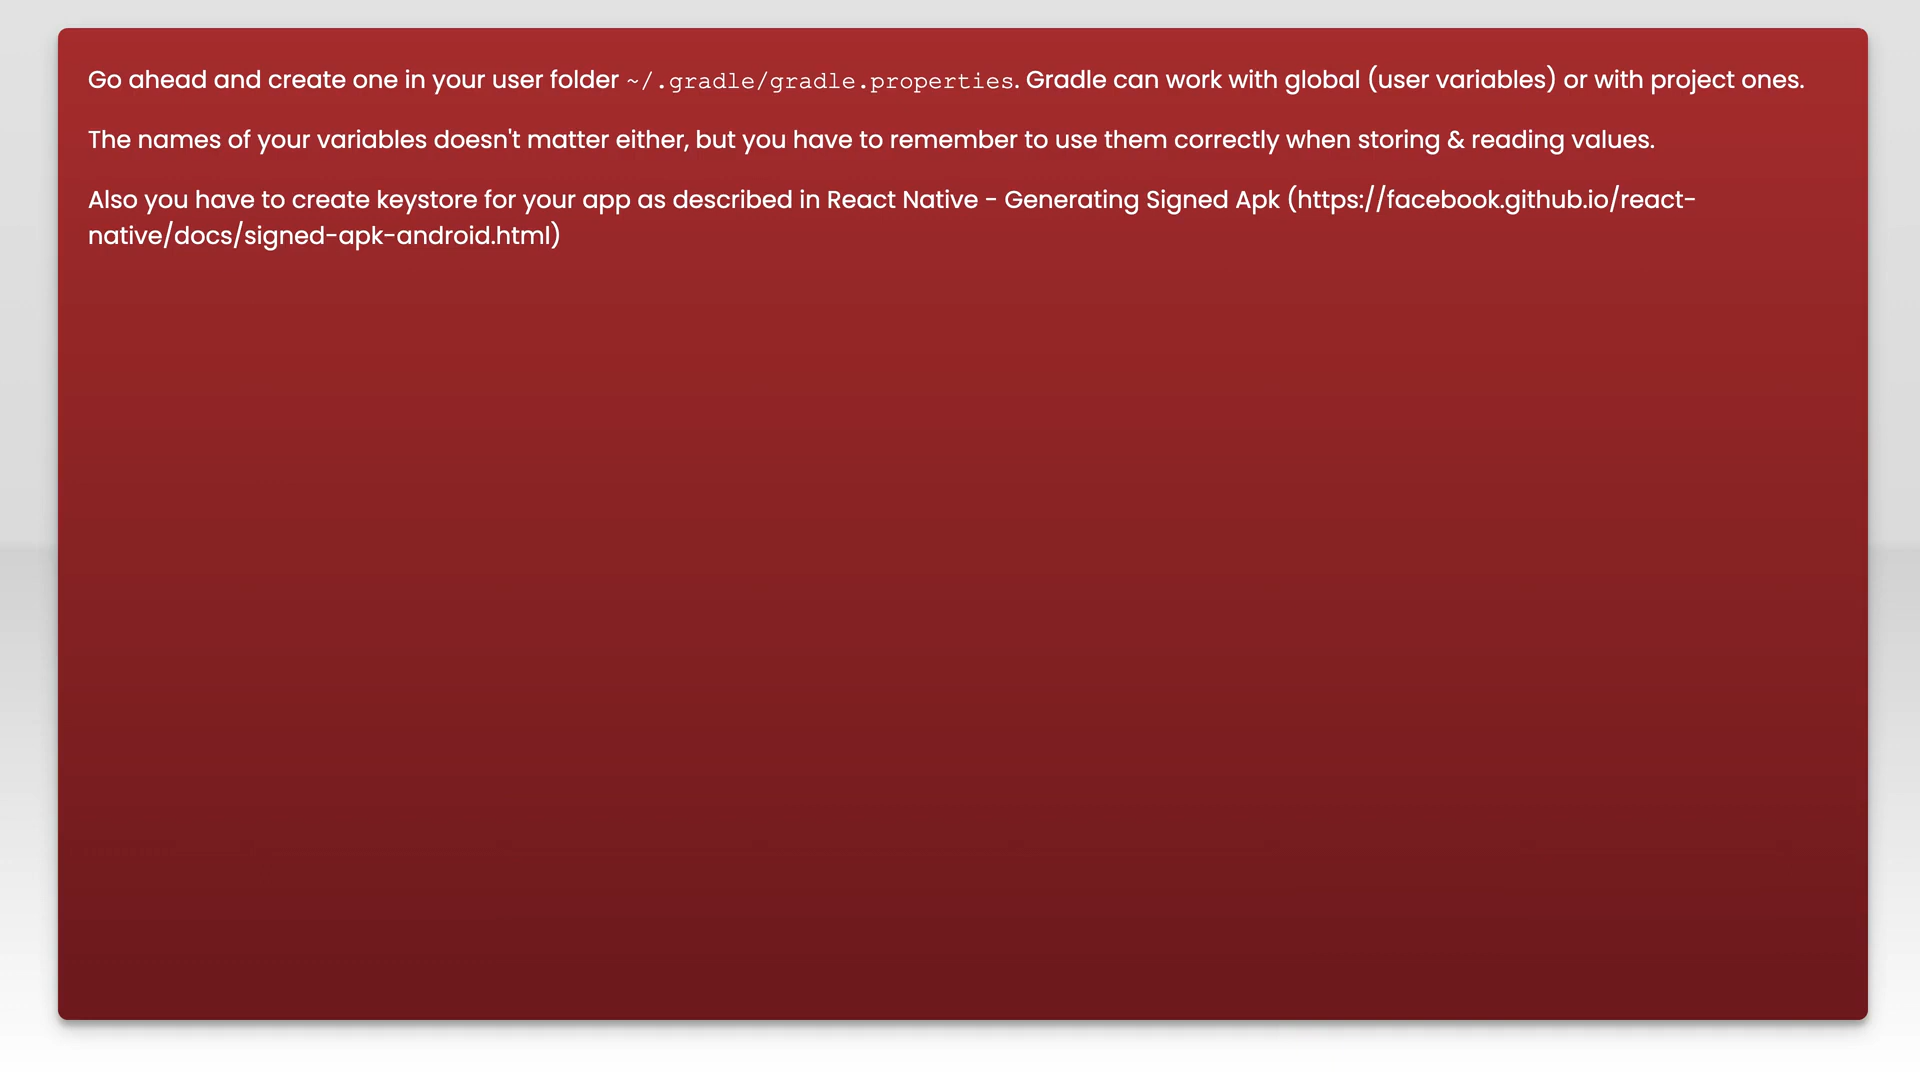 Go ahead and create one in your user folder ~/.gradle/gradle.properties. Gradle can work with global (user variables) or with project ones.
The names of your variables doesn't matter either, but you have to remember to use them correctly when storing & reading values.
Also you have to create keystore for your app as described in React Native - Generating Signed Apk (https://facebook.github.io/react-
native/docs/signed-apk-android.html)